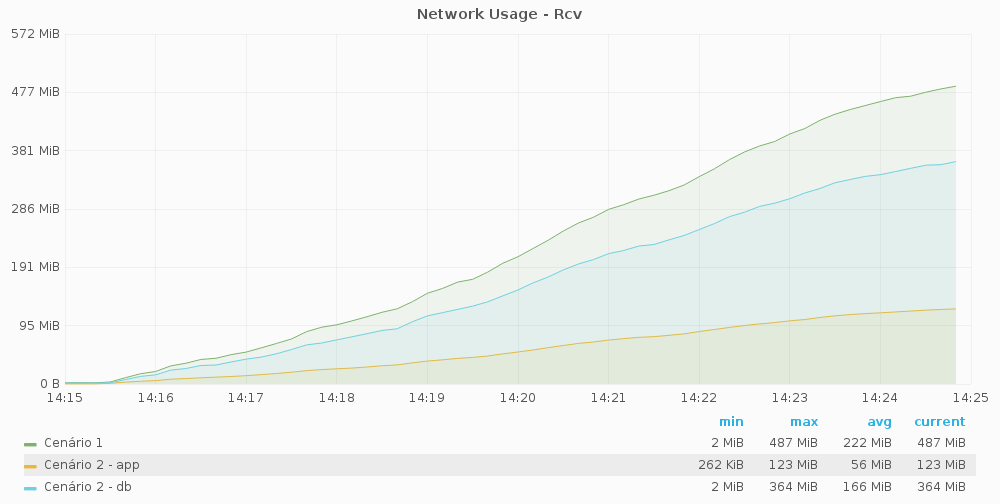 Network Usage - Rcv
572 MiB
477 MiB
381 MiB
286 MiB
191 MiB
95 MiB
0 B
14:15 14:16 14:17 14:18 14:19 14:20 14:21 14:22 14:23 14:24 14:25
min max avg current
Cenário 1 2 MiB 487 MiB 222 MiB 487 MiB
Cenário 2 - app 262 KiB 123 MiB 56 MiB 123 MiB
Cenário 2 - db 2 MiB 364 MiB 166 MiB 364 MiB